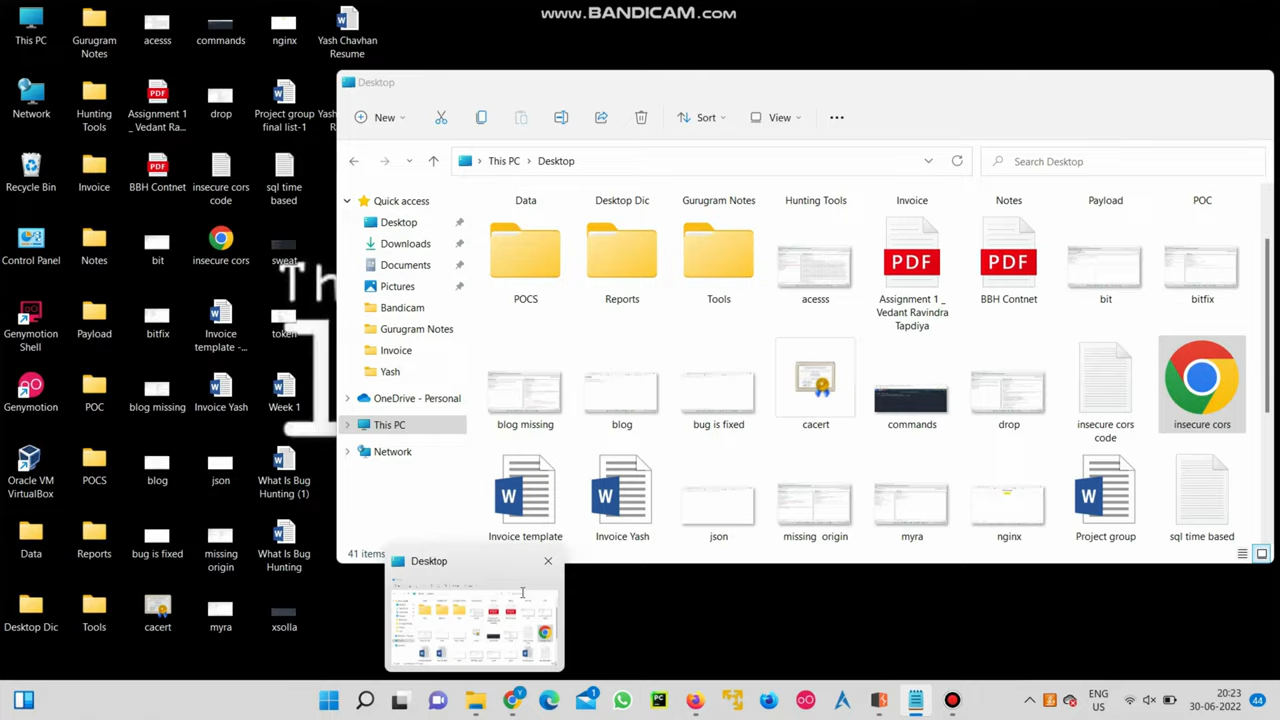 www.BANDICAM.com
This PC
Gurugram Notes
acesss
commands
nginx
Yash Chavhan Resume
Network
Hunting Tools
Assignment 1 _ Vedant Ra...
drop
Project group final list-1
Recycle Bin
Invoice
BBH Contnet
insecure cors code
sql time based
Control Panel
Notes
bit
insecure cors
sweat
Genymotion Shell
Payload
bitfix
Invoice template -...
token
Genymotion
POC
blog missing
Invoice Yash
Week 1
Oracle VM VirtualBox
POCS
blog
json
What Is Bug Hunting (1)
Data
Reports
bug is fixed
missing origin
What Is Bug Hunting
Desktop Dic
Tools
cacert
myra
xsolla
Desktop
New
Sort
View
This PC
Desktop
Search Desktop
Quick access
Desktop
Downloads
Documents
Pictures
Bandicam
Gurugram Notes
Invoice
Yash
OneDrive - Personal
This PC
Network
Data
Desktop Dic
Gurugram Notes
Hunting Tools
Invoice
Notes
Payload
POC
PDF
PDF
POCS
Reports
Tools
acesss
Assignment 1 _ Vedant Ravindra Tapdiya
BBH Contnet
bit
bitfix
blog missing
blog
bug is fixed
cacert
commands
drop
insecure cors code
insecure cors
Invoice template
Invoice Yash
json
missing origin
myra
nginx
Project group
sql time based
41 items
Desktop
ENG
US
20:23
30-06-2022
44